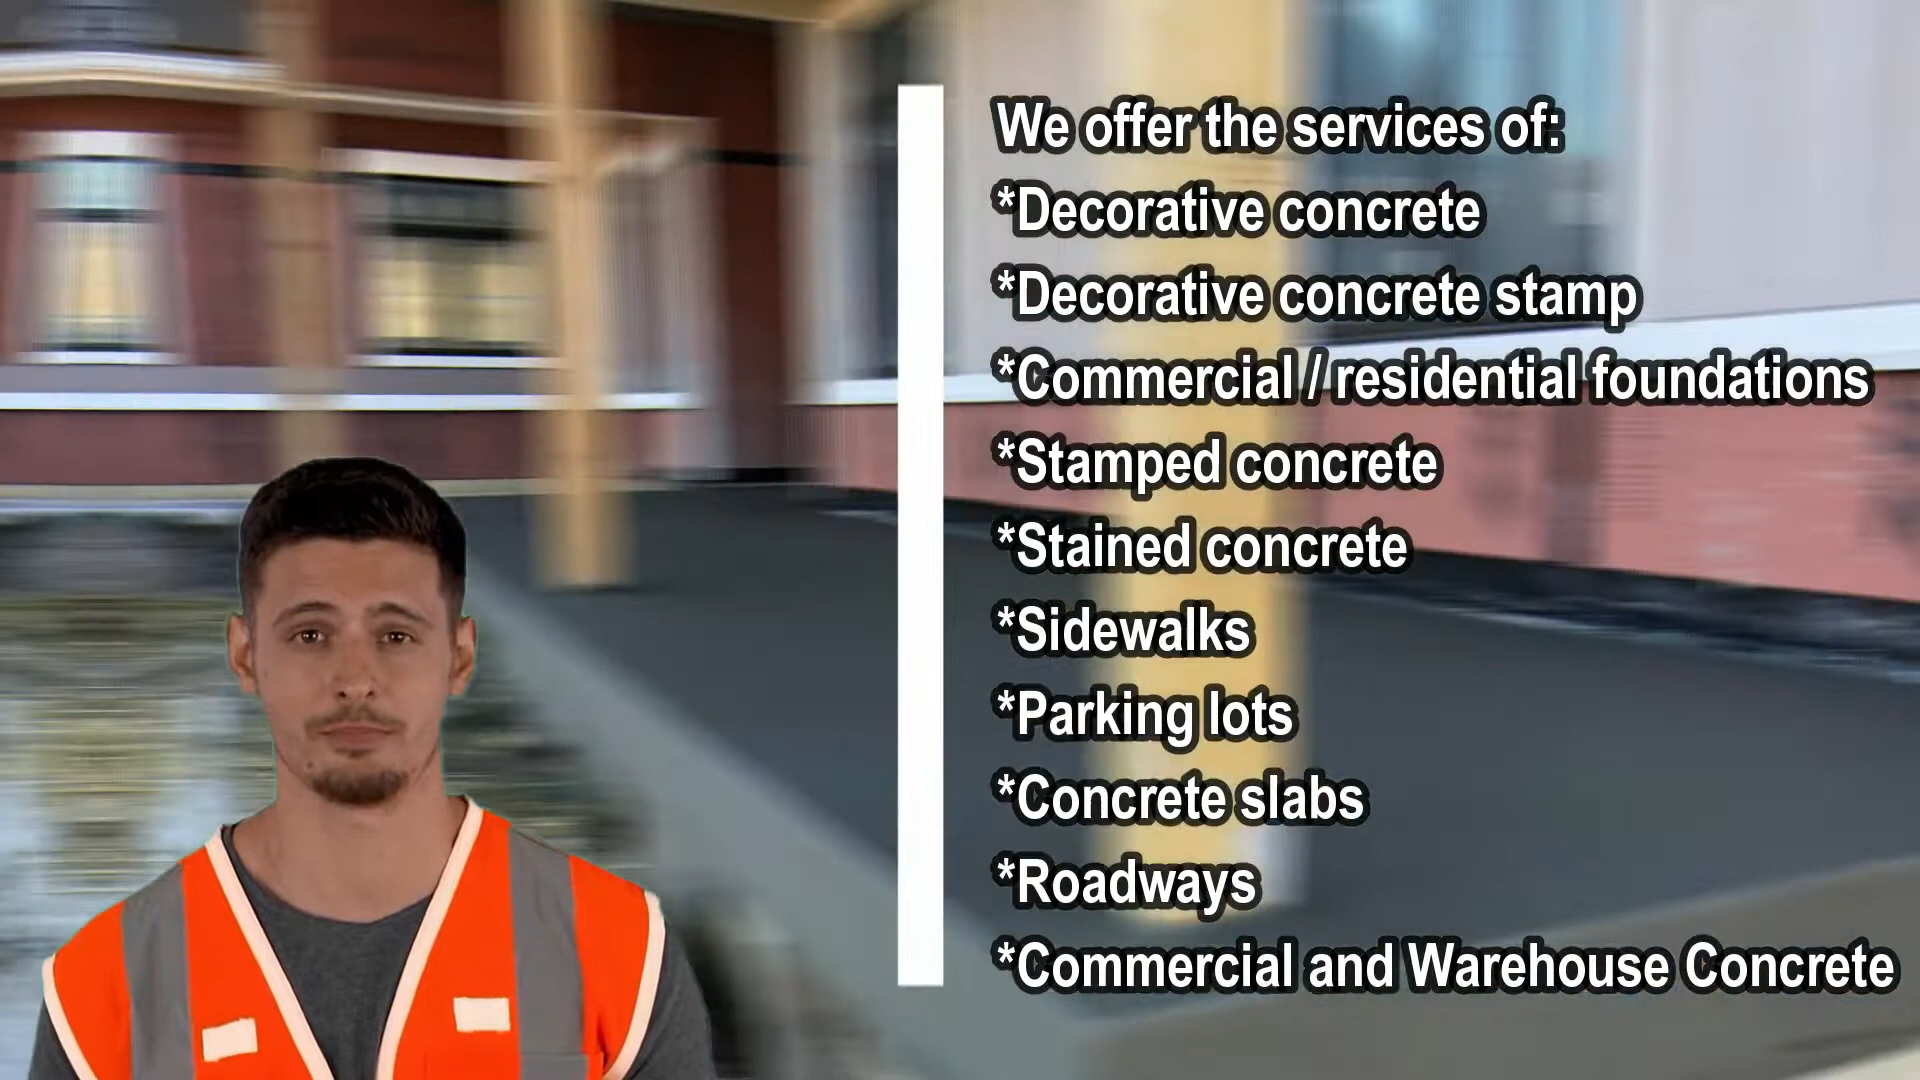 We offer the services of:
*Decorative concrete
*Decorative concrete stamp
*Commercial / residential foundations
*Stamped concrete
*Stained concrete
*Sidewalks
*Parking lots
*Concrete slabs
*Roadways
*Commercial and Warehouse Concrete